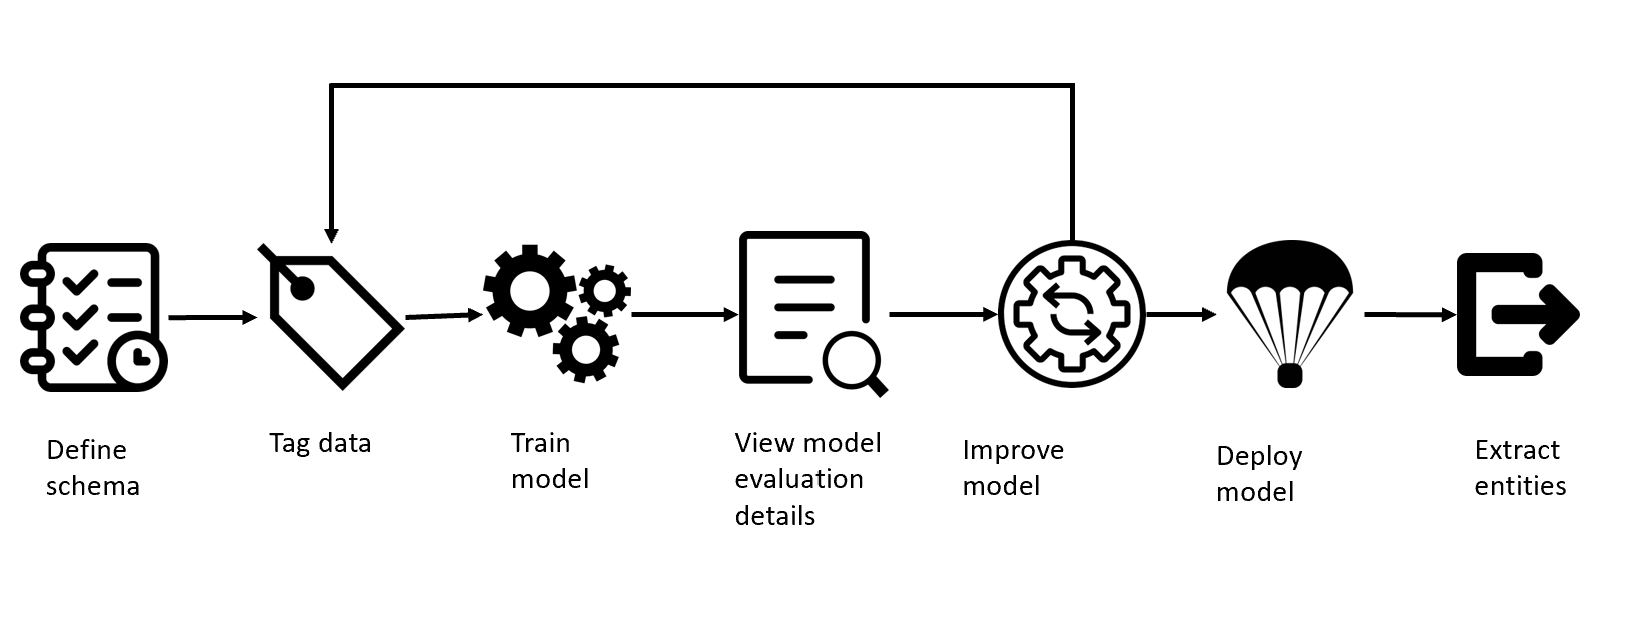 Define
schema
Tag data
Train
model
View model
evaluation
details
Improve
model
Deploy
model
Extract
entities